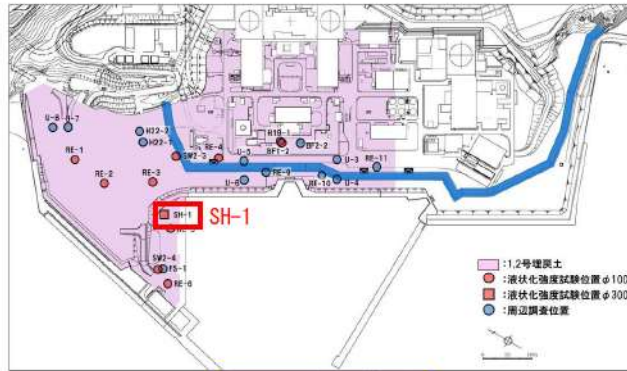 U-8
U-7
H22-2
H22-7
RE-1
RE-2
RE-3
SW2-3
RE-4
H19-1
BF1-2
BF2-2
U-5
U-3
RE-11
RE-9
U-6
RE-10
U-4
SH-1
SH-1
SW2-4
RE-6
:1,2号埋戻土
:液状化強度試験位置φ100
:液状化強度試験位置φ300
:周辺調査位置